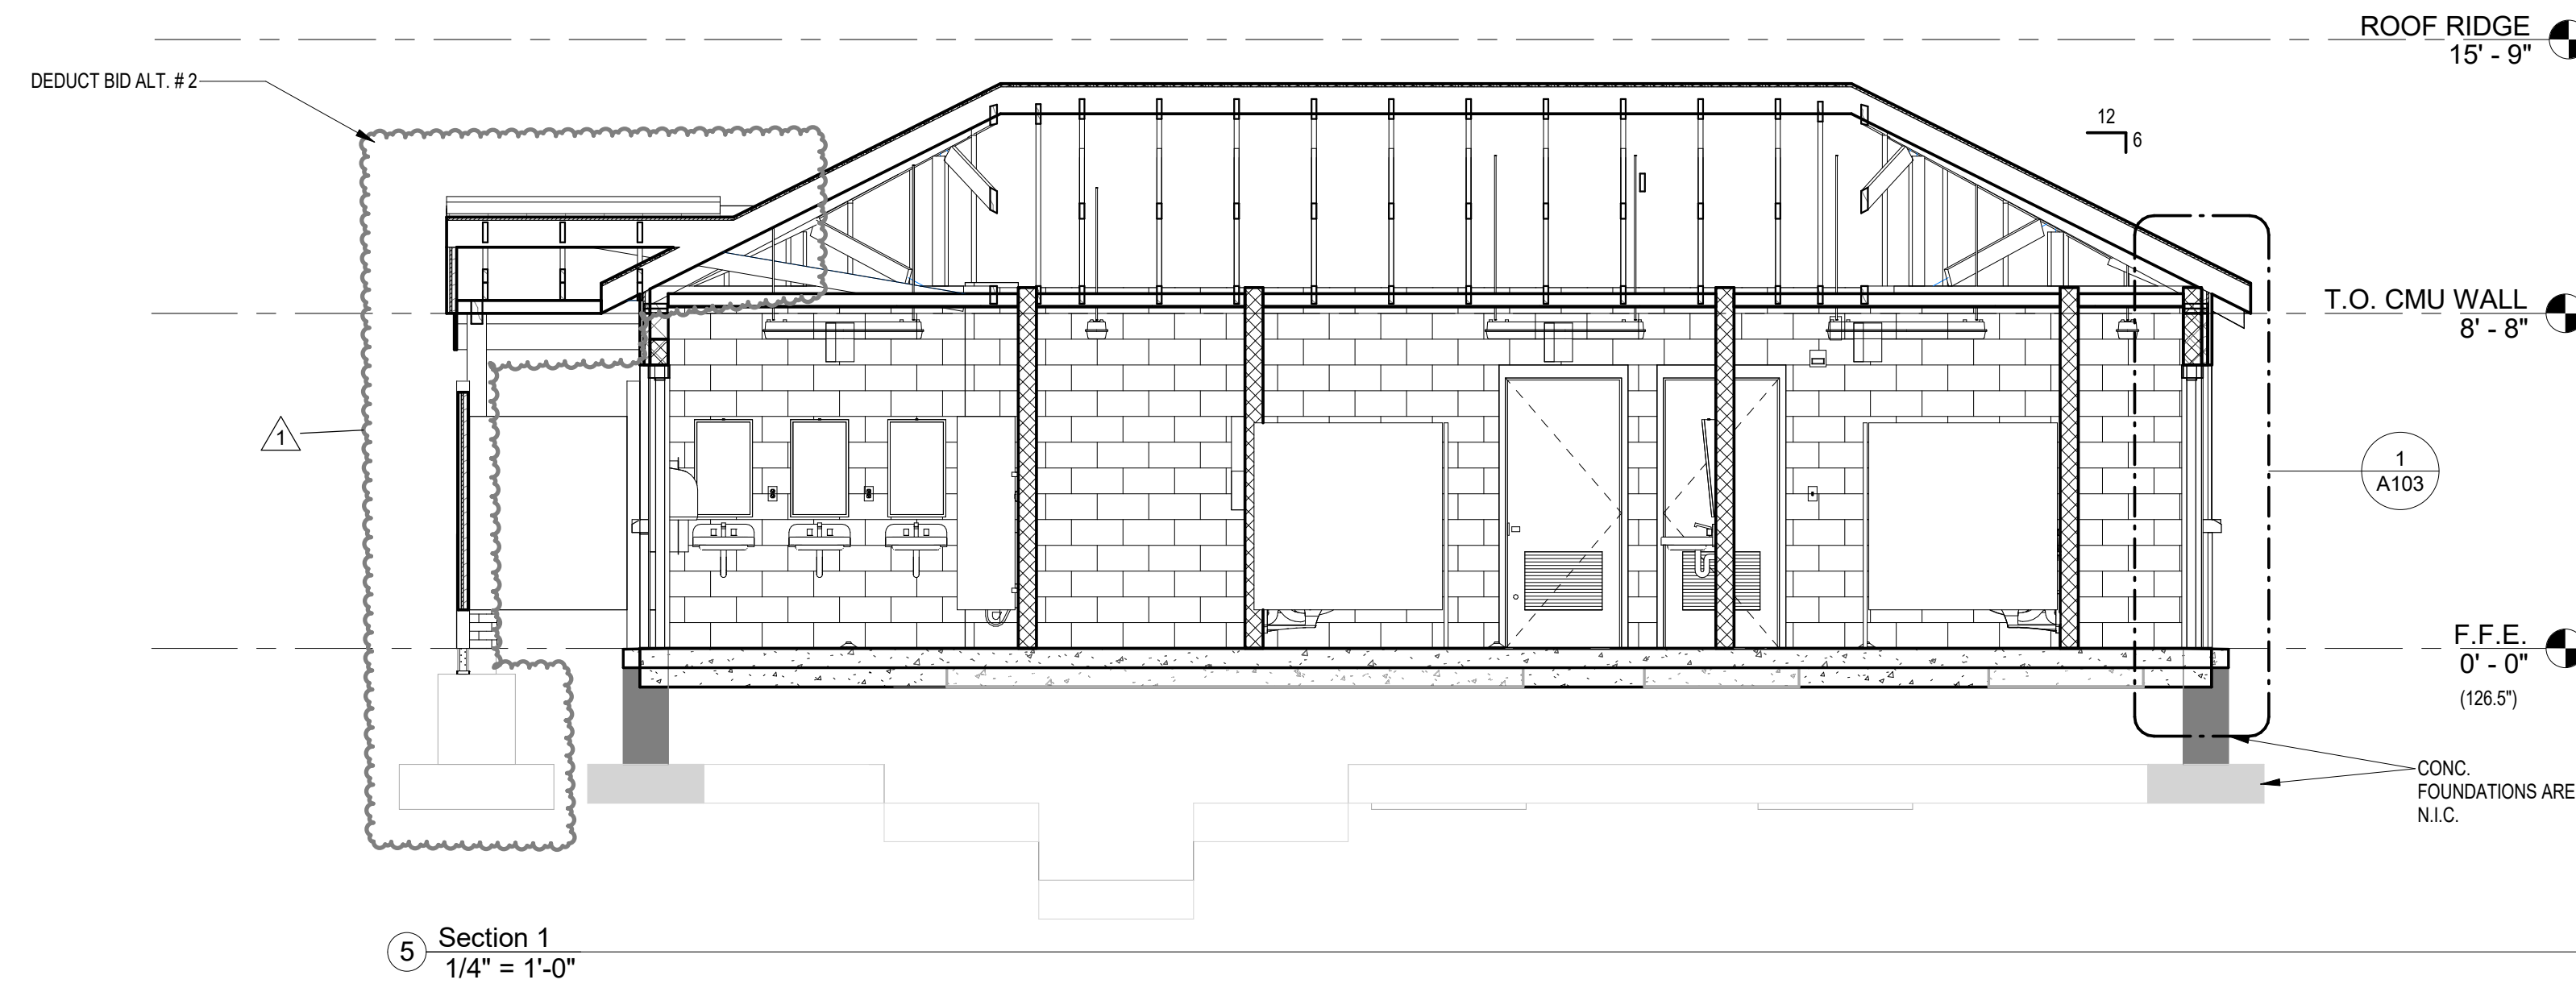 ROOF RIDGE
15' - 9"
DEDUCT BID ALT. # 2
12
6
T.O. CMU WALL
8' - 8"
1
1
A103
F.F.E.
0' - 0"
(126.5")
CONC.
FOUNDATIONS ARE
N.I.C.
5
Section 1
1/4" = 1'-0"